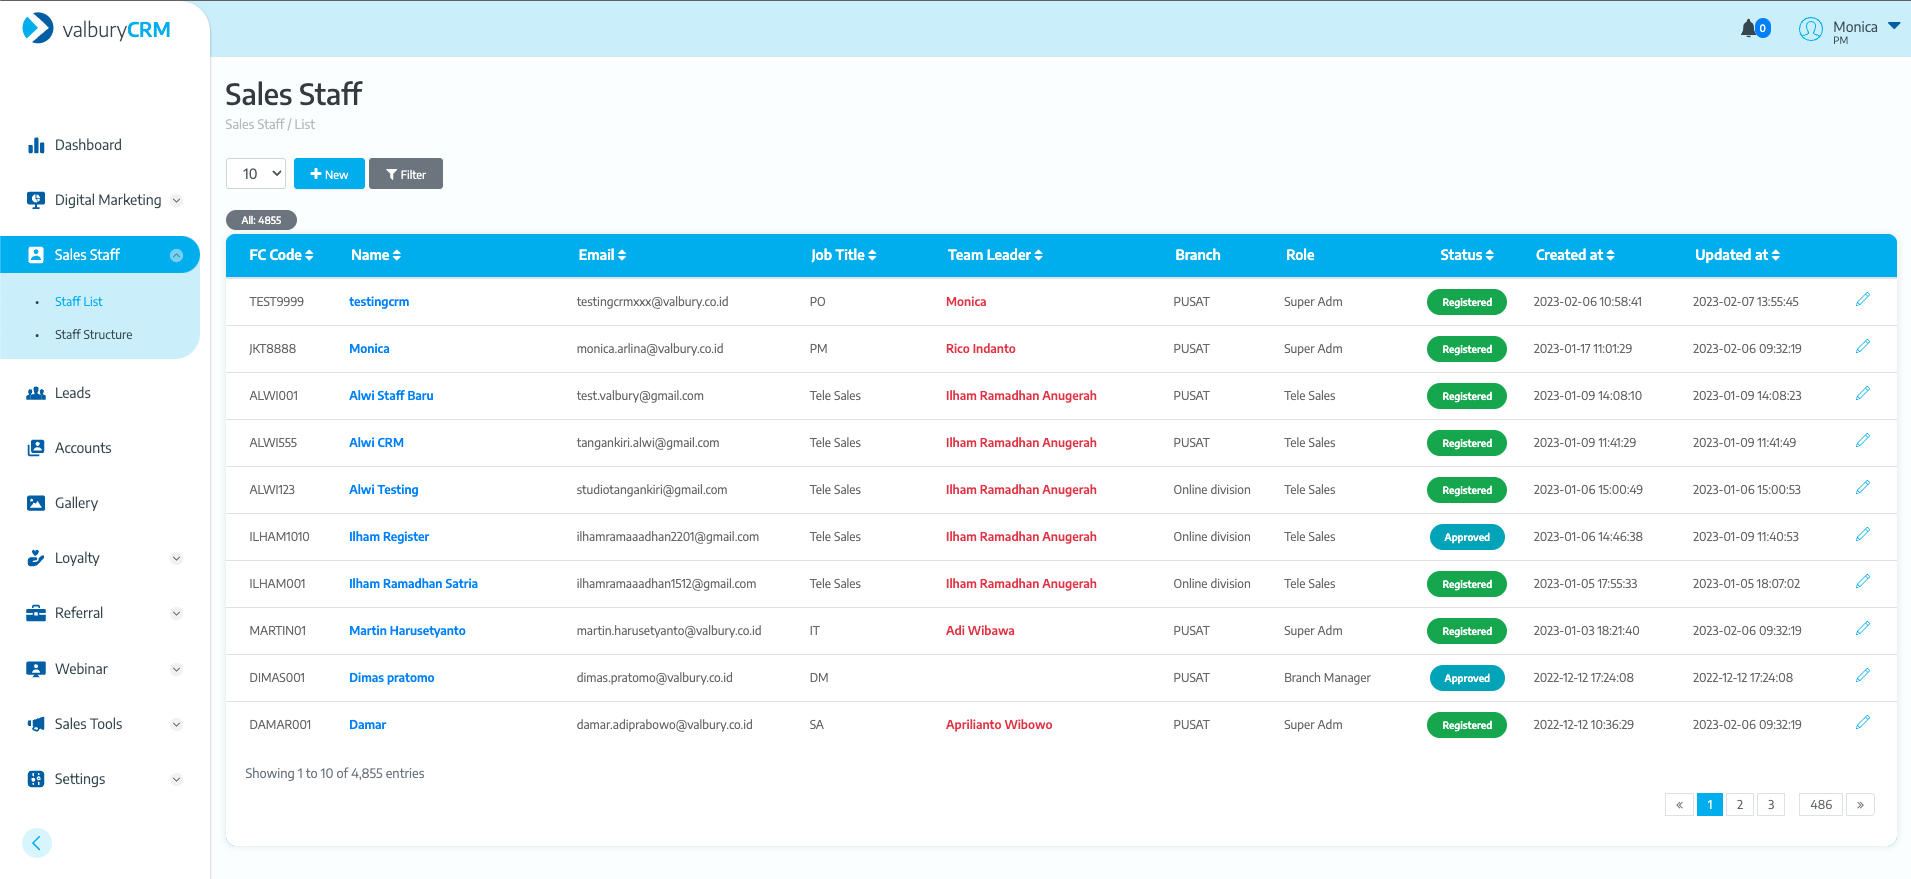 valburyCRM
0
Monica
PM
Dashboard
Digital Marketing
Sales Staff
• Staff List
• Staff Structure
Leads
Accounts
Gallery
Loyalty
Referral
Webinar
Sales Tools
Settings
Sales Staff
Sales Staff / List
10 New Filter
All: 4855
FC Code Name Email Job Title Team Leader Branch Role Status Created at Updated at
TEST9999 testingcrm testingcrmxxx@valbury.co.id PO Monica PUSAT Super Adm Registered 2023-02-06 10:58:41 2023-02-07 13:55:45
JKT8888 Monica monica.arlina@valbury.co.id PM Rico Indanto PUSAT Super Adm Registered 2023-01-17 11:01:29 2023-02-06 09:32:19
ALWI001 Alwi Staff Baru test.valbury@gmail.com Tele Sales Ilham Ramadhan Anugerah PUSAT Tele Sales Registered 2023-01-09 14:08:10 2023-01-09 14:08:23
ALWI555 Alwi CRM tangankiri.alwi@gmail.com Tele Sales Ilham Ramadhan Anugerah PUSAT Tele Sales Registered 2023-01-09 11:41:29 2023-01-09 11:41:49
ALWI123 Alwi Testing studiotangankiri@gmail.com Tele Sales Ilham Ramadhan Anugerah Online division Tele Sales Registered 2023-01-06 15:00:49 2023-01-06 15:00:53
ILHAM1010 Ilham Register ilhamramaaadhan2201@gmail.com Tele Sales Ilham Ramadhan Anugerah Online division Tele Sales Approved 2023-01-06 14:46:38 2023-01-09 11:40:53
ILHAM001 Ilham Ramadhan Satria ilhamramaaadhan1512@gmail.com Tele Sales Ilham Ramadhan Anugerah Online division Tele Sales Registered 2023-01-05 17:55:33 2023-01-05 18:07:02
MARTIN01 Martin Harusetyanto martin.harusetyanto@valbury.co.id IT Adi Wibawa PUSAT Super Adm Registered 2023-01-03 18:21:40 2023-02-06 09:32:19
DIMAS001 Dimas pratomo dimas.pratomo@valbury.co.id DM PUSAT Branch Manager Approved 2022-12-12 17:24:08 2022-12-12 17:24:08
DAMAR001 Damar damar.adiprabowo@valbury.co.id SA Aprilianto Wibowo PUSAT Super Adm Registered 2022-12-12 10:36:29 2023-02-06 09:32:19
Showing 1 to 10 of 4,855 entries
« 1 2 3 486 »